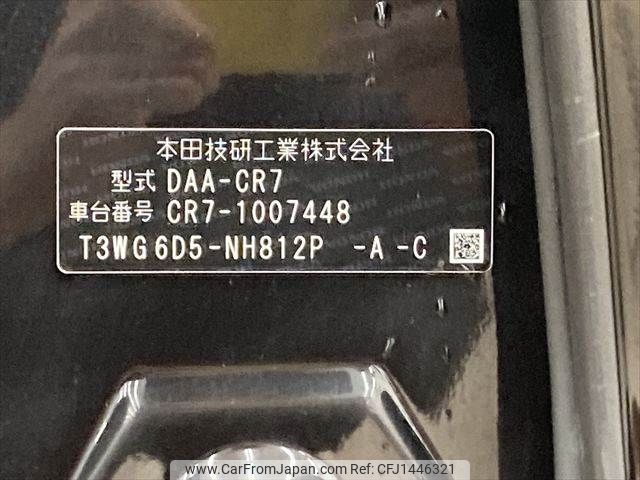 本田技研工業株式会社
型式 DAA-CR7
車台番号 CR7-1007448
T3WG6D5-NH812P -A-C
www.CarFromJapan.com | CFJ1446321